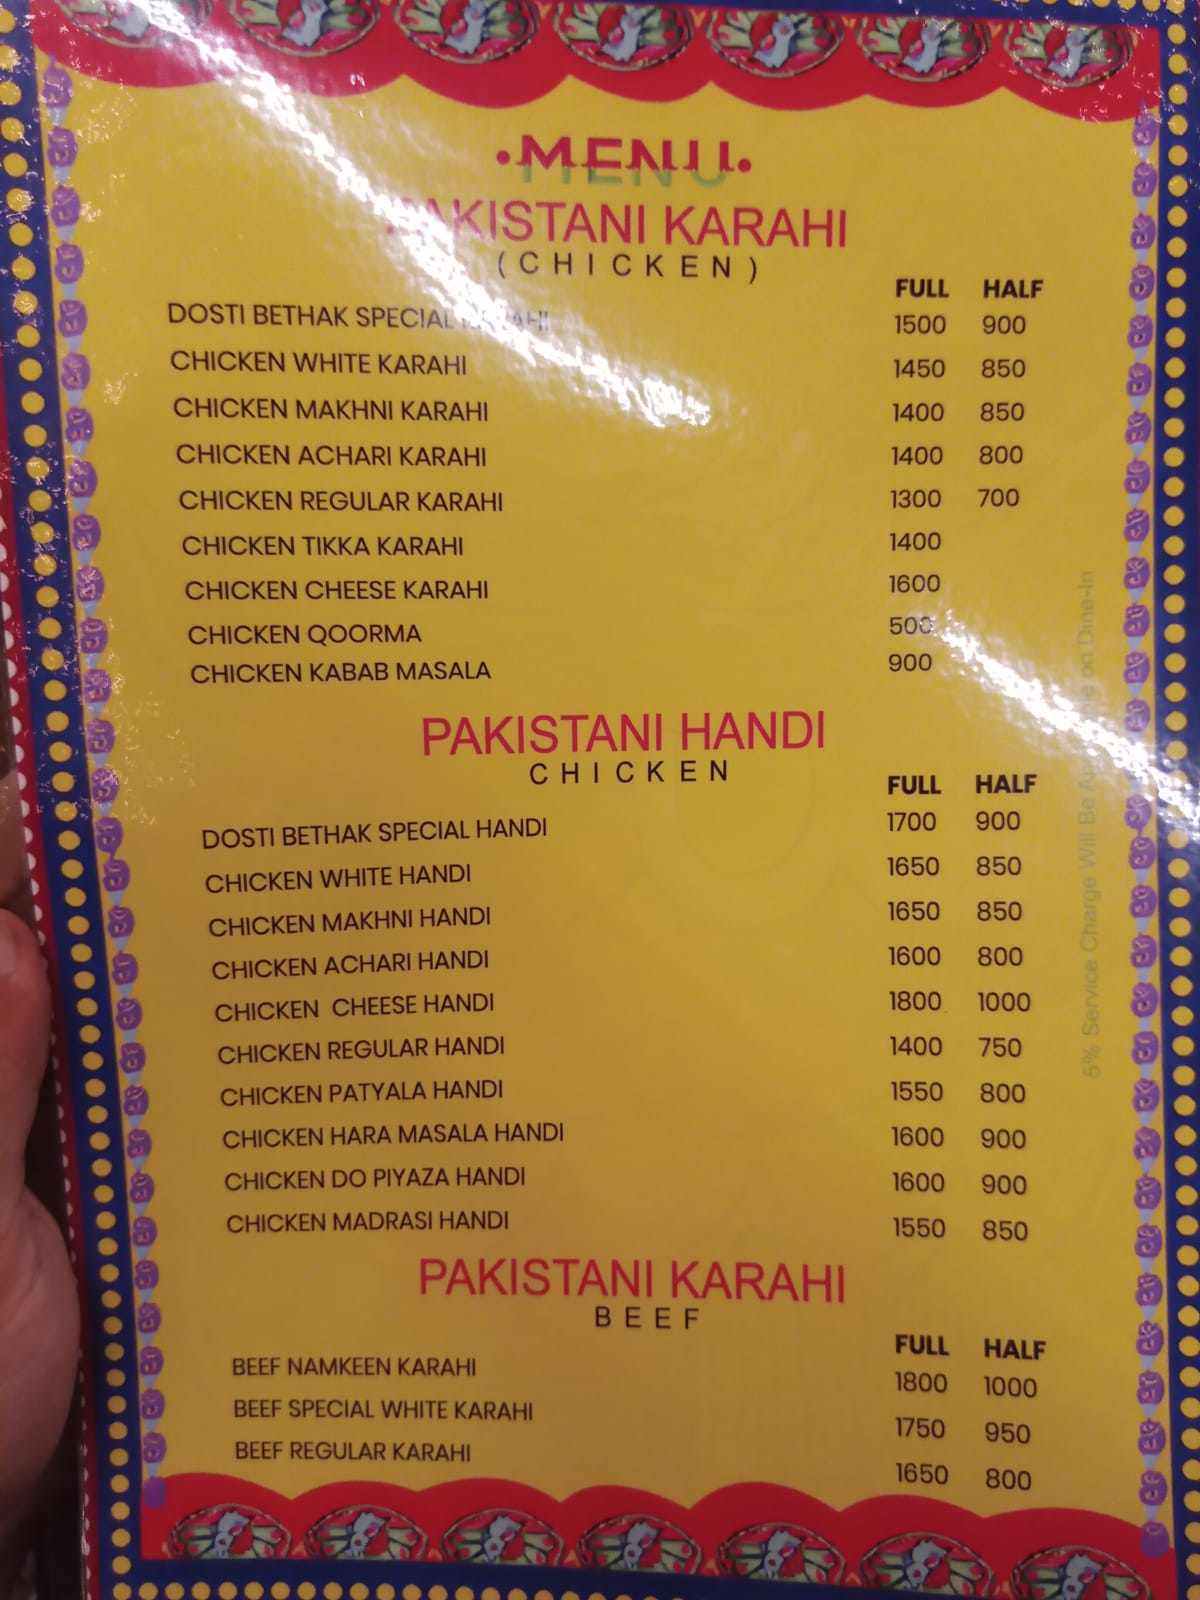 MENU
PAKISTANI KARAHI
(CHICKEN)
FULL HALF
DOSTI BETHAK SPECIAL KARAHI 1500 900
CHICKEN WHITE KARAHI 1450 850
CHICKEN MAKHNI KARAHI 1400 850
CHICKEN ACHARI KARAHI 1400 800
CHICKEN REGULAR KARAHI 1300 700
CHICKEN TIKKA KARAHI 1400
CHICKEN CHEESE KARAHI 1600
CHICKEN QOORMA 500
CHICKEN KABAB MASALA 900
PAKISTANI HANDI
CHICKEN
FULL HALF
DOSTI BETHAK SPECIAL HANDI 1700 900
CHICKEN WHITE HANDI 1650 850
CHICKEN MAKHNI HANDI 1650 850
CHICKEN ACHARI HANDI 1600 800
CHICKEN CHEESE HANDI 1800 1000
CHICKEN REGULAR HANDI 1400 750
CHICKEN PATYALA HANDI 1550 800
CHICKEN HARA MASALA HANDI 1600 900
CHICKEN DO PIYAZA HANDI 1600 900
CHICKEN MADRASI HANDI 1550 850
PAKISTANI KARAHI
BEEF
FULL HALF
BEEF NAMKEEN KARAHI 1800 1000
BEEF SPECIAL WHITE KARAHI 1750 950
BEEF REGULAR KARAHI 1650 800
5% Service Charge Will Be on Dine-In